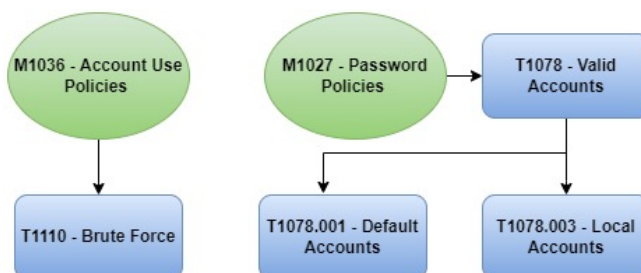 M1036 - Account Use
Policies
M1027 - Password
Policies
T1078 - Valid
Accounts
T1110 - Brute Force
T1078.001 - Default
Accounts
T1078.003 - Local
Accounts